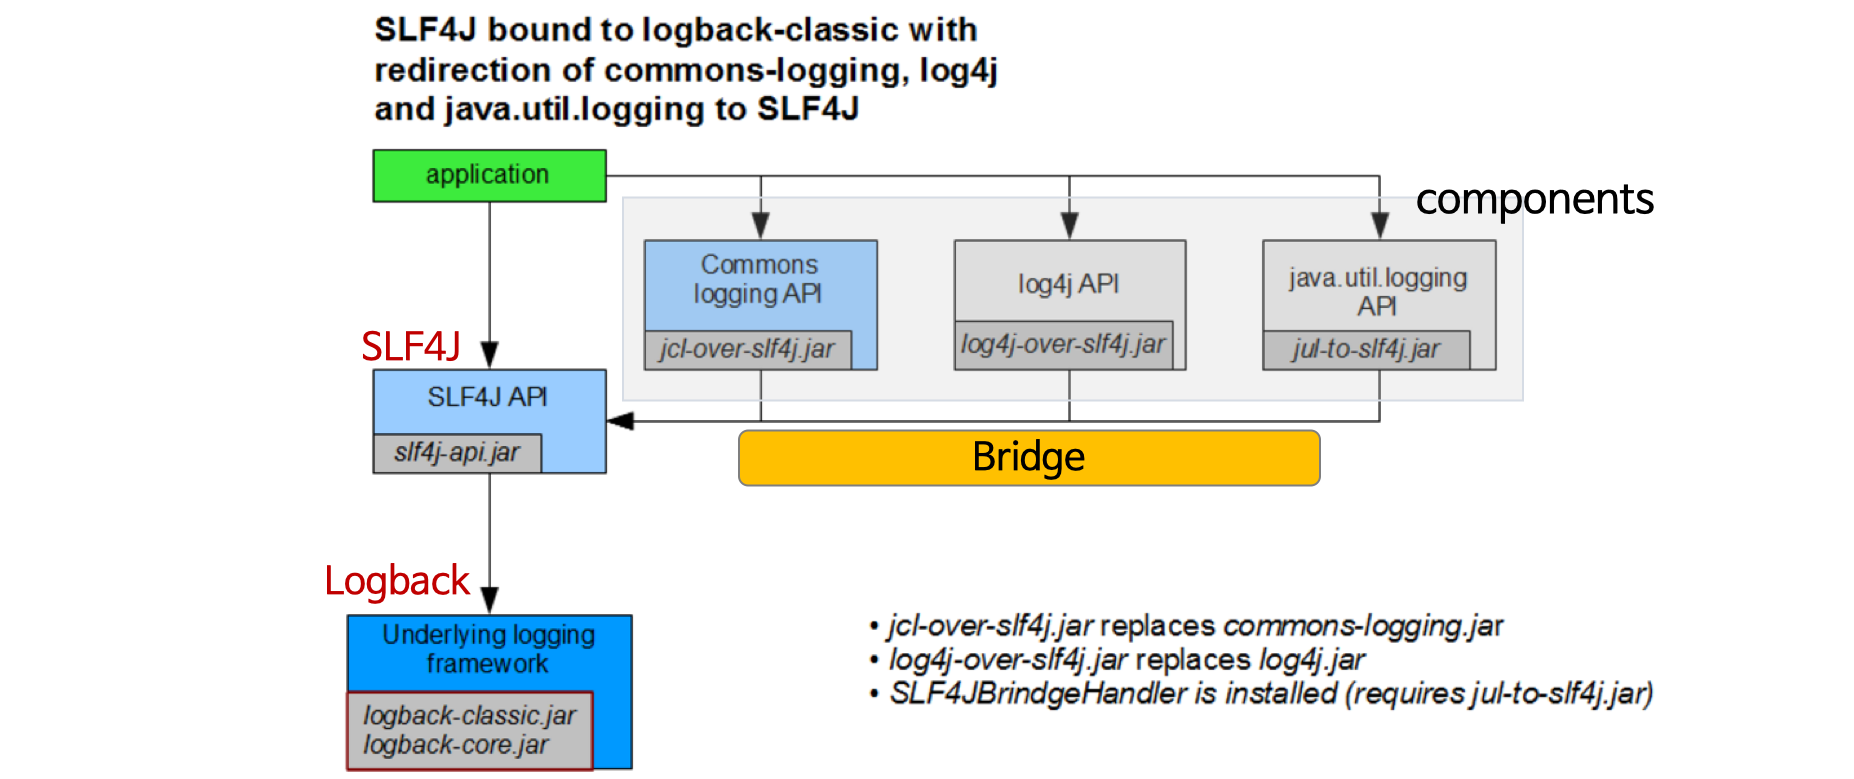 SLF4J bound to logback-classic with
redirection of commons-logging, log4j
and java.util.logging to SLF4J
application
components
Commons
logging API
jcl-over-slf4j.jar
log4j API
log4j-over-slf4j.jar
java.util.logging
API
jul-to-slf4j.jar
SLF4J
SLF4J API
slf4j-api.jar
Bridge
Logback
Underlying logging
framework
logback-classic.jar
logback-core.jar
• jcl-over-slf4j.jar replaces commons-logging.jar
• log4j-over-slf4j.jar replaces log4j.jar
• SLF4JBrindgeHandler is installed (requires jul-to-slf4j.jar)